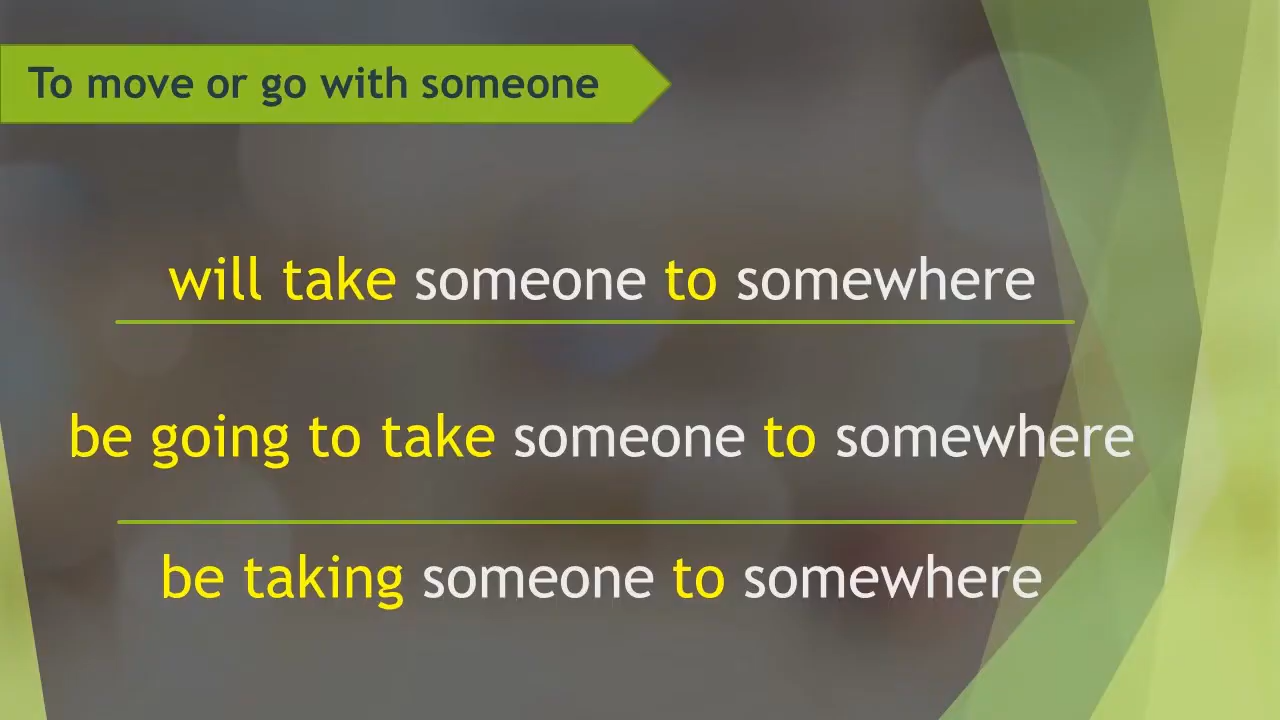 To move or go with someone
will take someone to somewhere
be going to take someone to somewhere
be taking someone to somewhere